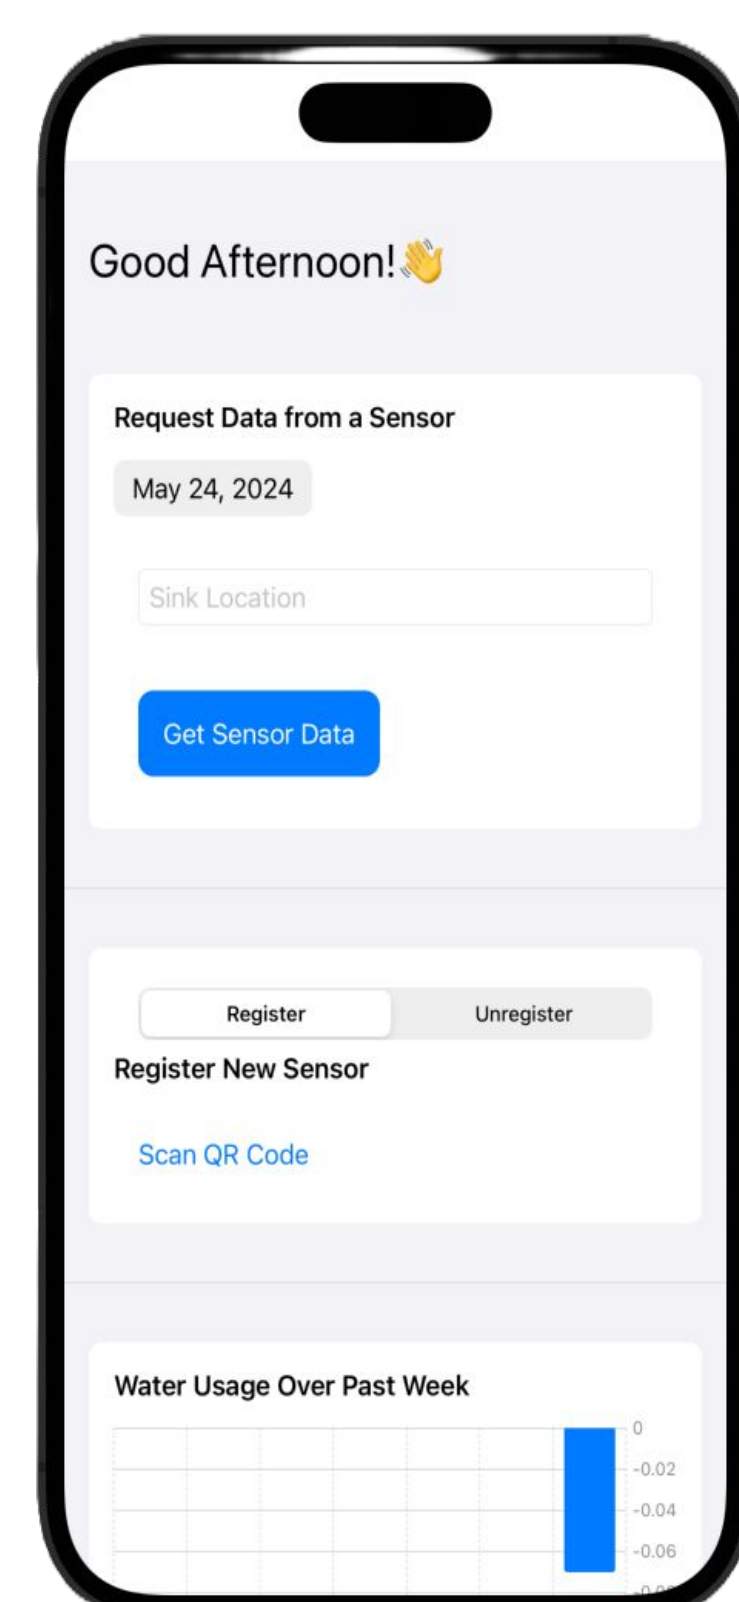 Good Afternoon!👋
Request Data from a Sensor
May 24, 2024
Sink Location
Get Sensor Data
Register Unregister
Register New Sensor
Scan QR Code
Water Usage Over Past Week
0
-0.02
-0.04
-0.06